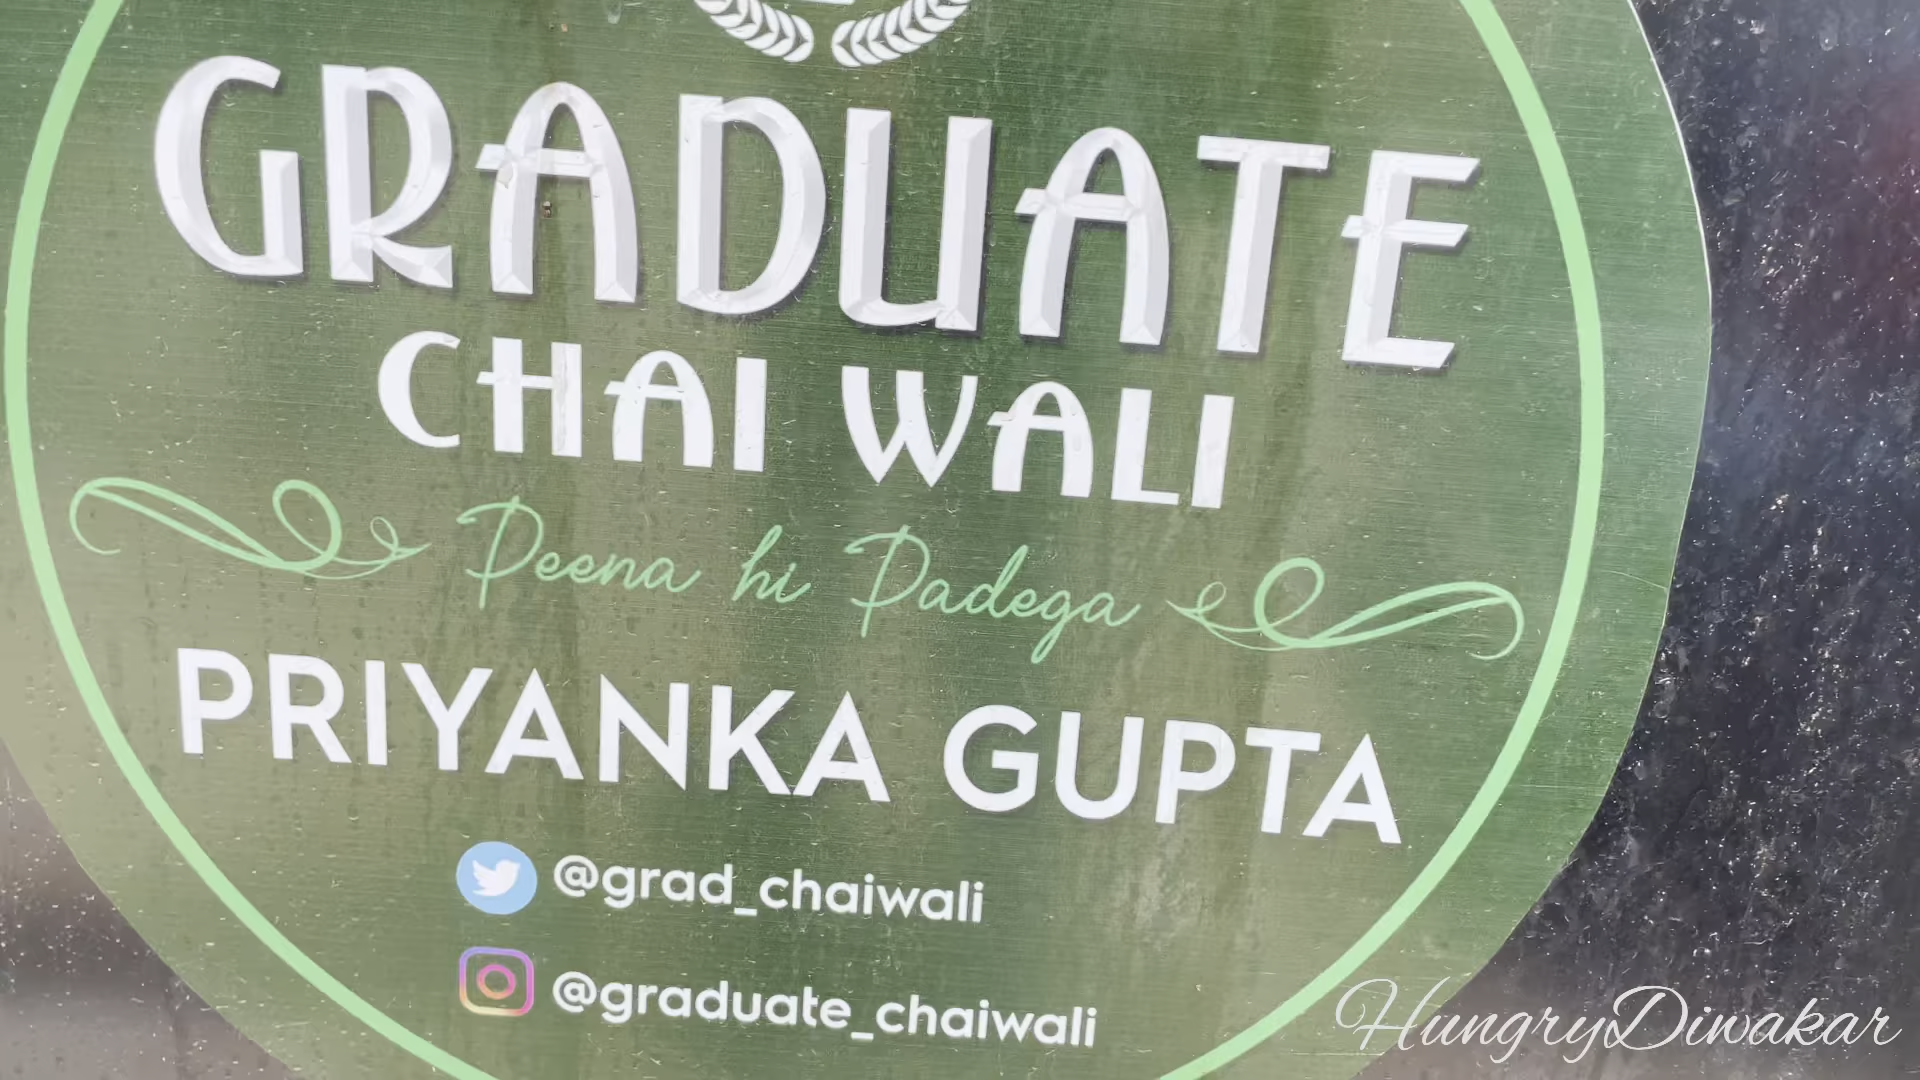 GRADUATE
CHAI WALI
Peena hi Padega
PRIYANKA GUPTA
@grad_chaiwali
@graduate_chaiwali
HungryDiwakar